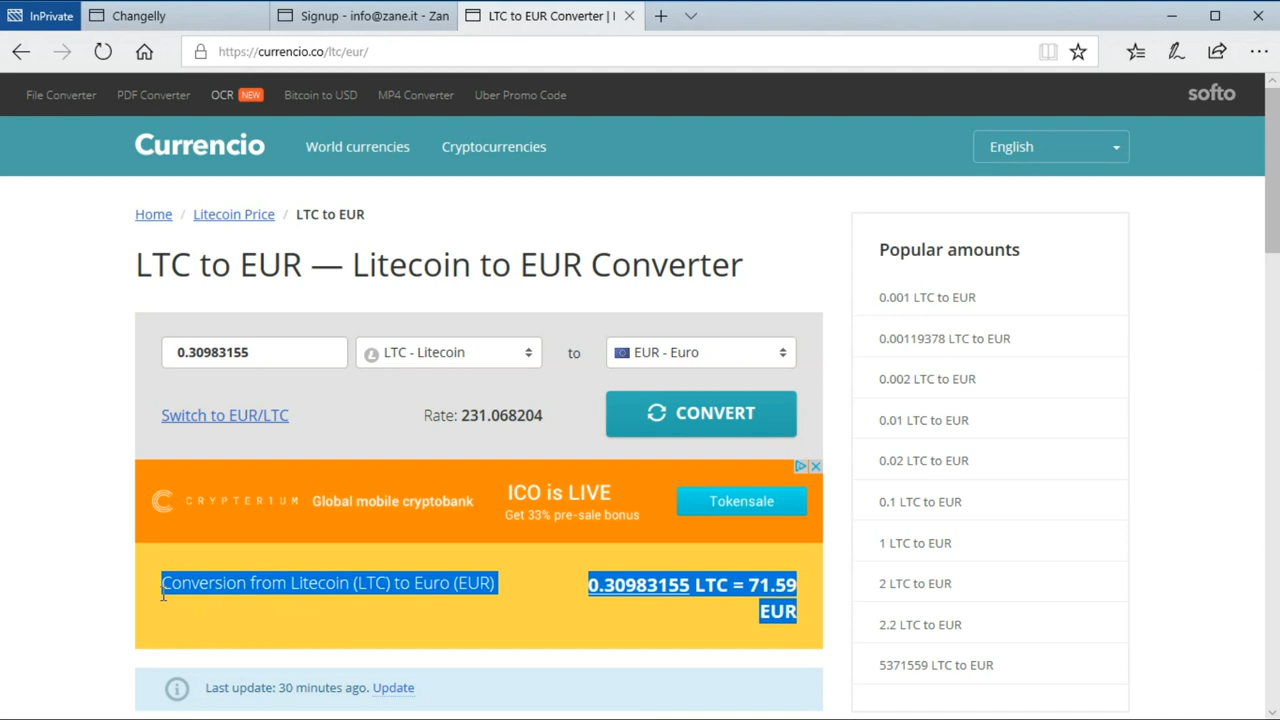 InPrivate
Changelly
Signup - info@zane.it - Zan
LTC to EUR Converter |
https://currencio.co/ltc/eur/
File Converter
PDF Converter
OCR NEW
Bitcoin to USD
MP4 Converter
Uber Promo Code
softo
Currencio
World currencies
Cryptocurrencies
English
Home / Litecoin Price / LTC to EUR
LTC to EUR — Litecoin to EUR Converter
0.30983155
LTC - Litecoin
to
EUR - Euro
Switch to EUR/LTC
Rate: 231.068204
CONVERT
CRYPTERIUM Global mobile cryptobank
ICO is LIVE
Get 33% pre-sale bonus
Tokensale
Conversion from Litecoin (LTC) to Euro (EUR)
0.30983155 LTC = 71.59
EUR
Last update: 30 minutes ago. Update
Popular amounts
0.001 LTC to EUR
0.00119378 LTC to EUR
0.002 LTC to EUR
0.01 LTC to EUR
0.02 LTC to EUR
0.1 LTC to EUR
1 LTC to EUR
2 LTC to EUR
2.2 LTC to EUR
5371559 LTC to EUR